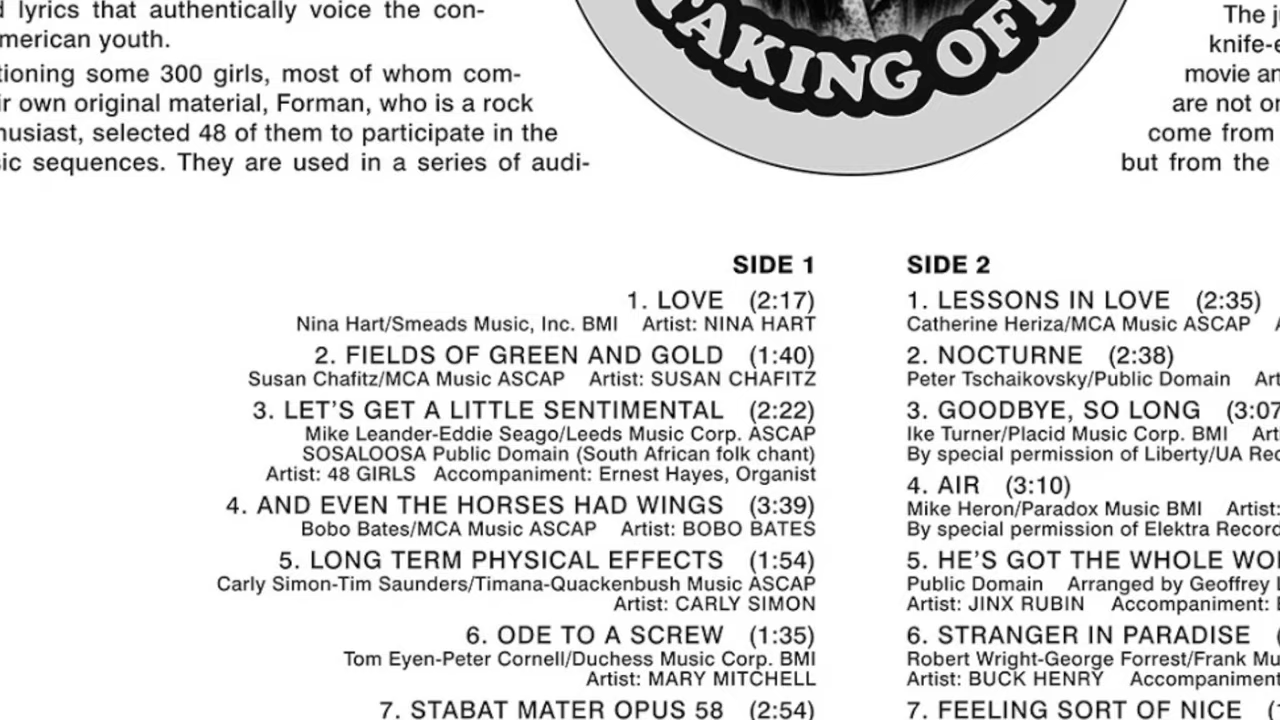 lyrics that authentically voice the con-
merican youth.
tioning some 300 girls, most of whom com-
ir own original material, Forman, who is a rock
husiast, selected 48 of them to participate in the
sic sequences. They are used in a series of audi-
TAKING OFF
The j
knife-e
movie an
are not or
come from
but from the
SIDE 1
1. LOVE (2:17)
Nina Hart/Smeads Music, Inc. BMI Artist: NINA HART
2. FIELDS OF GREEN AND GOLD (1:40)
Susan Chafitz/MCA Music ASCAP Artist: SUSAN CHAFITZ
3. LET'S GET A LITTLE SENTIMENTAL (2:22)
Mike Leander-Eddie Seago/Leeds Music Corp. ASCAP
SOSALOOSA Public Domain (South African folk chant)
Artist: 48 GIRLS Accompaniment: Ernest Hayes, Organist
4. AND EVEN THE HORSES HAD WINGS (3:39)
Bobo Bates/MCA Music ASCAP Artist: BOBO BATES
5. LONG TERM PHYSICAL EFFECTS (1:54)
Carly Simon-Tim Saunders/Timana-Quackenbush Music ASCAP
Artist: CARLY SIMON
6. ODE TO A SCREW (1:35)
Tom Eyen-Peter Cornell/Duchess Music Corp. BMI
Artist: MARY MITCHELL
7. STABAT MATER OPUS 58 (2:54)
SIDE 2
1. LESSONS IN LOVE (2:35)
Catherine Heriza/MCA Music ASCAP
2. NOCTURNE (2:38)
Peter Tschaikovsky/Public Domain Art
3. GOODBYE, SO LONG (3:07
Ike Turner/Placid Music Corp. BMI Arti
By special permission of Liberty/UA Rec
4. AIR (3:10)
Mike Heron/Paradox Music BMI Artist:
By special permission of Elektra Record
5. HE'S GOT THE WHOLE WO
Public Domain Arranged by Geoffrey
Artist: JINX RUBIN Accompaniment:
6. STRANGER IN PARADISE (
Robert Wright-George Forrest/Frank Mu
Artist: BUCK HENRY Accompaniment
7. FEELING SORT OF NICE (